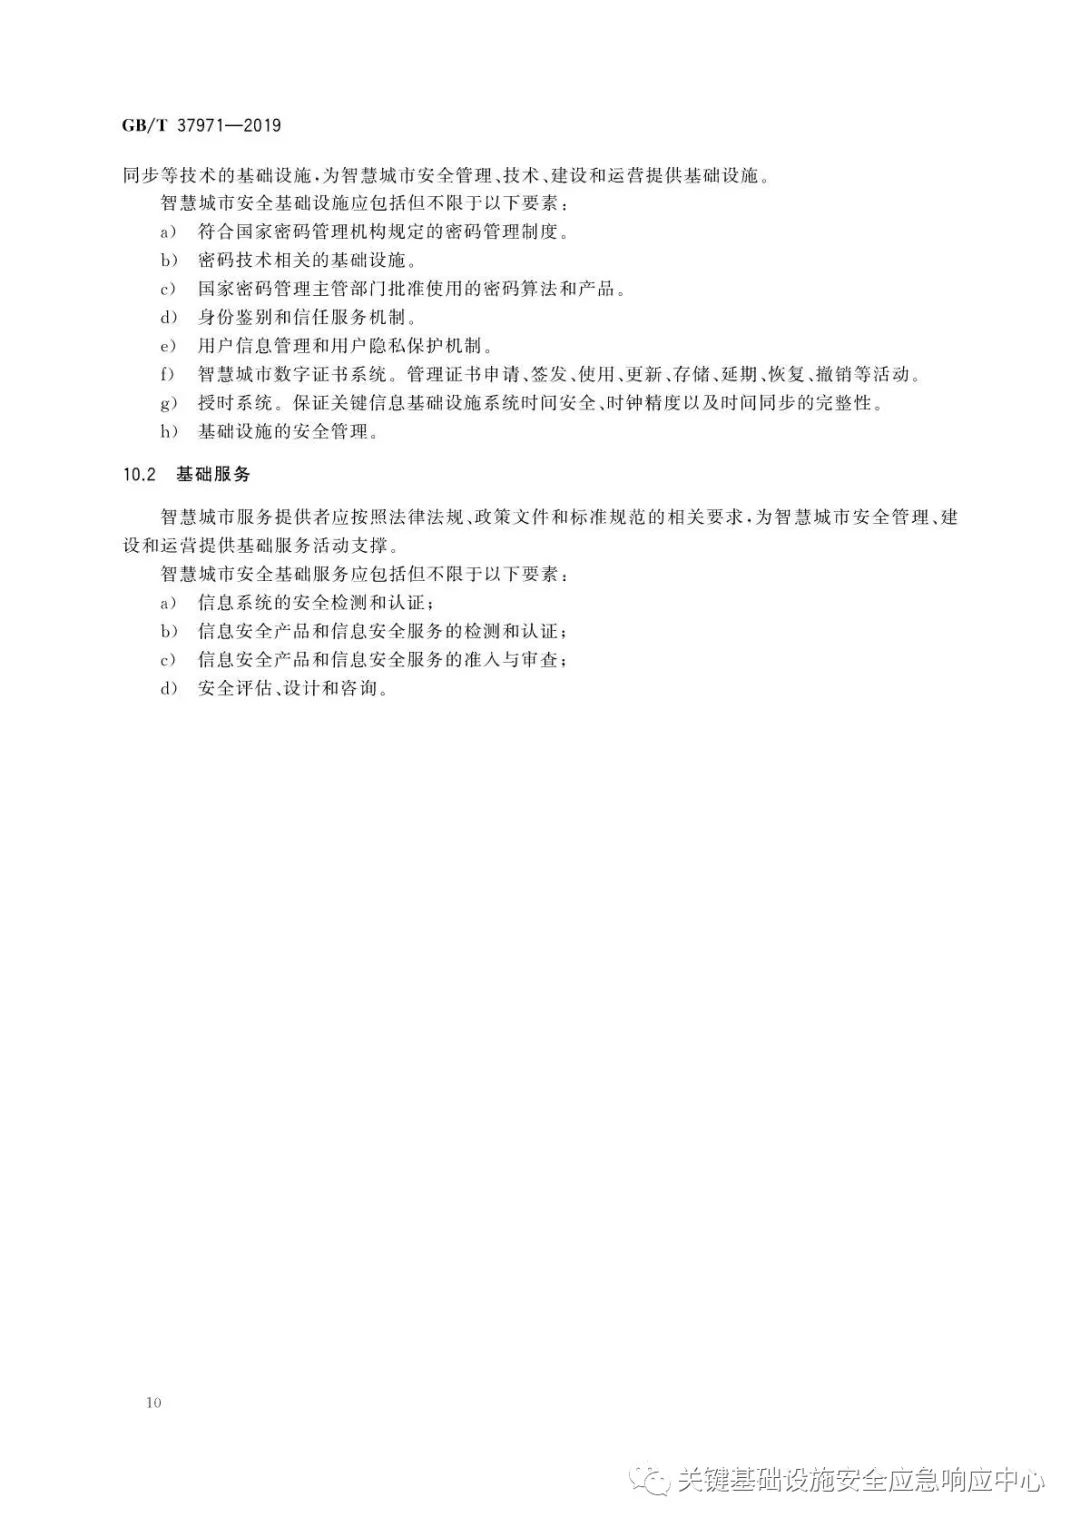 GB/T 37971—2019
同步等技术的基础设施,为智慧城市安全管理、技术、建设和运营提供基础设施。
智慧城市安全基础设施应包括但不限于以下要素:
a) 符合国家密码管理机构规定的密码管理制度。
b) 密码技术相关的基础设施。
c) 国家密码管理主管部门批准使用的密码算法和产品。
d) 身份鉴别和信任服务机制。
e) 用户信息管理和用户隐私保护机制。
f) 智慧城市数字证书系统。管理证书申请、签发、使用、更新、存储、延期、恢复、撤销等活动。
g) 授时系统。保证关键信息基础设施系统时间安全、时钟精度以及时间同步的完整性。
h) 基础设施的安全管理。
10.2 基础服务
智慧城市服务提供者应按照法律法规、政策文件和标准规范的相关要求,为智慧城市安全管理、建
设和运营提供基础服务活动支撑。
智慧城市安全基础服务应包括但不限于以下要素:
a) 信息系统的安全检测和认证;
b) 信息安全产品和信息安全服务的检测和认证;
c) 信息安全产品和信息安全服务的准入与审查;
d) 安全评估、设计和咨询。
10
关键基础设施安全应急响应中心